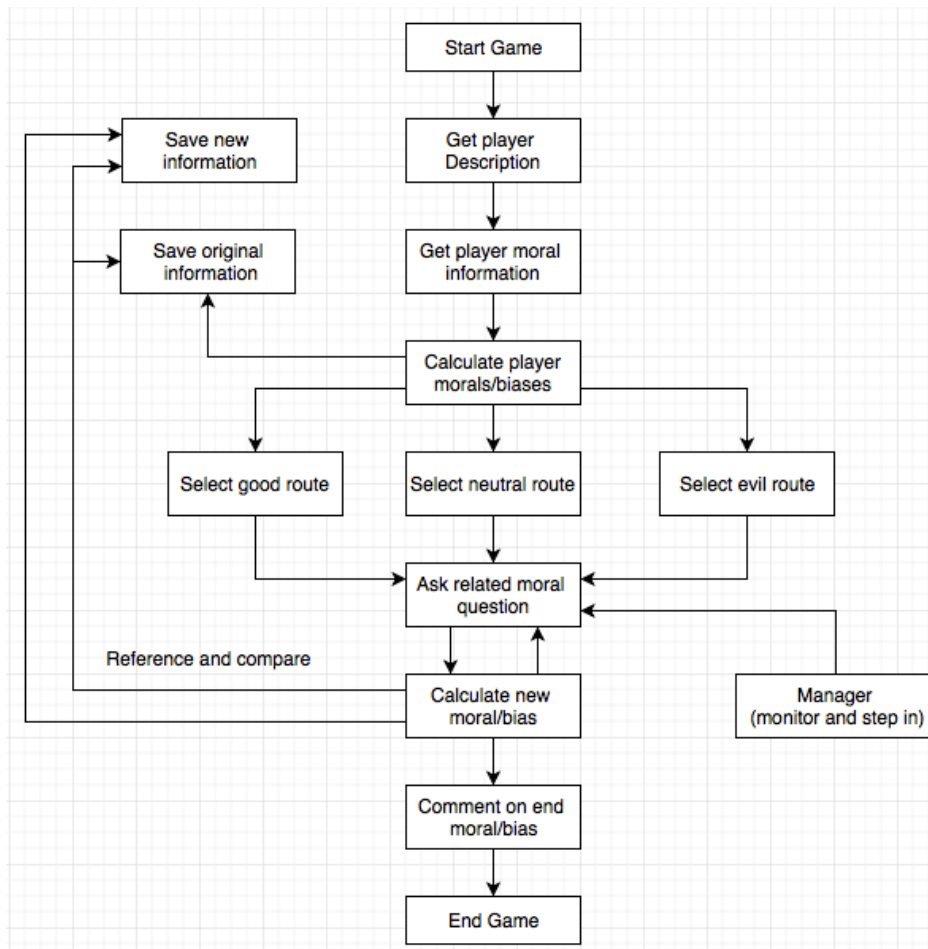 Start Game
Save new
information
Get player
Description
Save original
information
Get player moral
information
Calculate player
morals/biases
Select good route
Select neutral route
Select evil route
Ask related moral
question
Reference and compare
Calculate new
moral/bias
Manager
(monitor and step in)
Comment on end
moral/bias
End Game